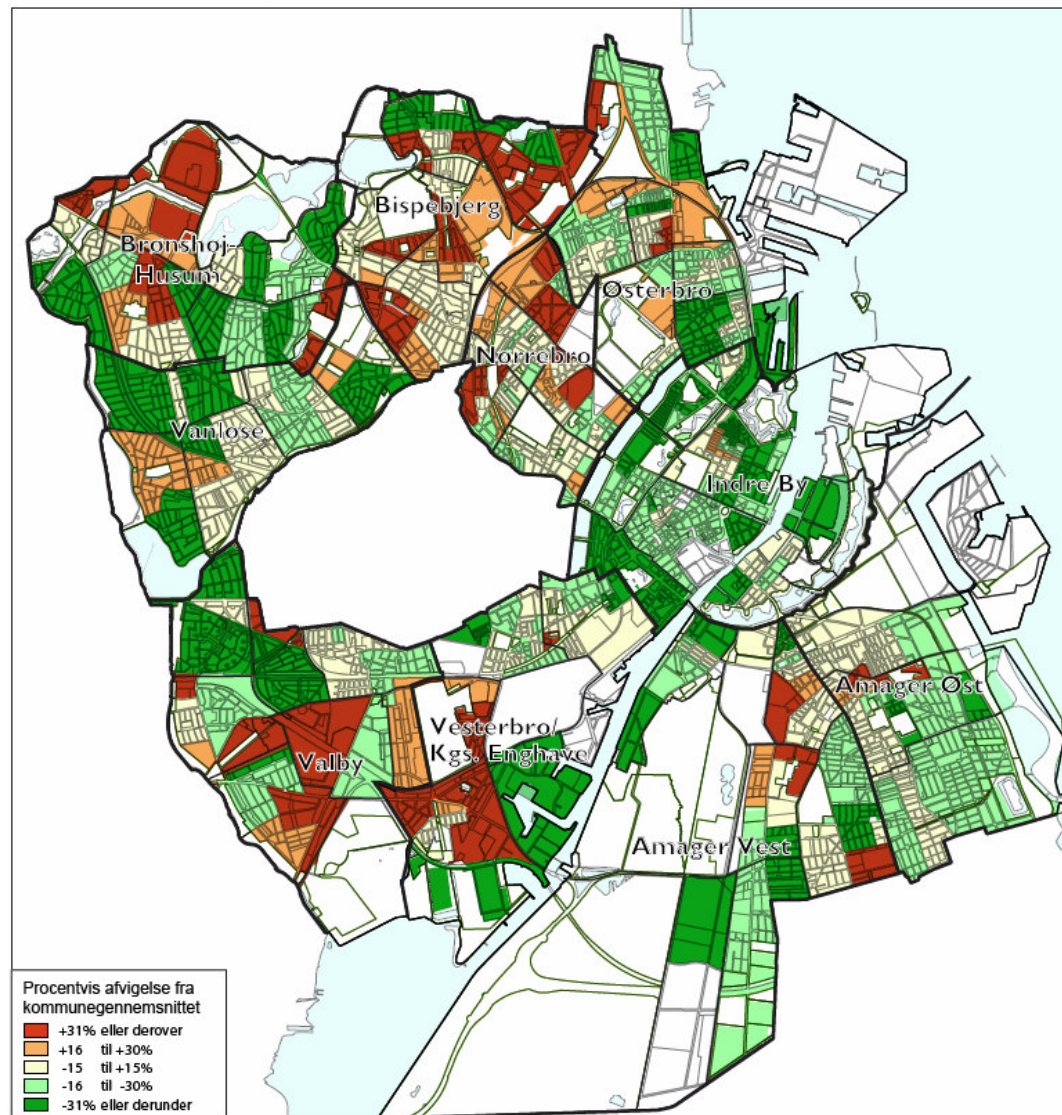 Bispebjerg
Brønshøj-
Husum
Østerbro
Nørrebro
Vanløse
Indre By
Amager Øst
Vesterbro/
Kgs. Enghave
Valby
Amager Vest
Procentvis afvigelse fra
kommunegennemsnittet
+31% eller derover
+16 til +30%
-15 til +15%
-16 til -30%
-31% eller derunder